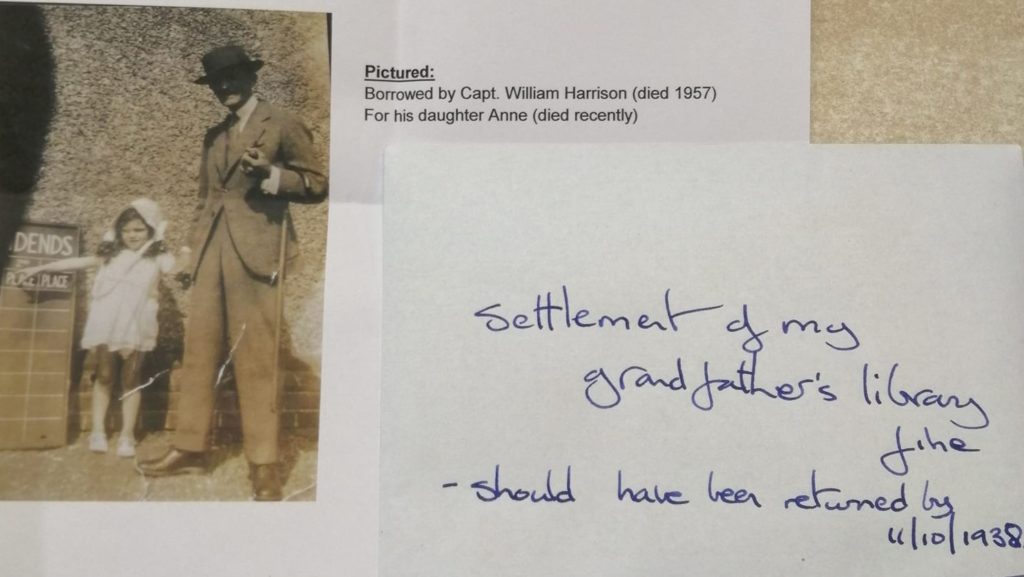 DENDS
PLACE PLACE
Pictured:
Borrowed by Capt. William Harrison (died 1957)
For his daughter Anne (died recently)
settlement of my
grandfather's library
fine
- should have been returned by
11/10/1938